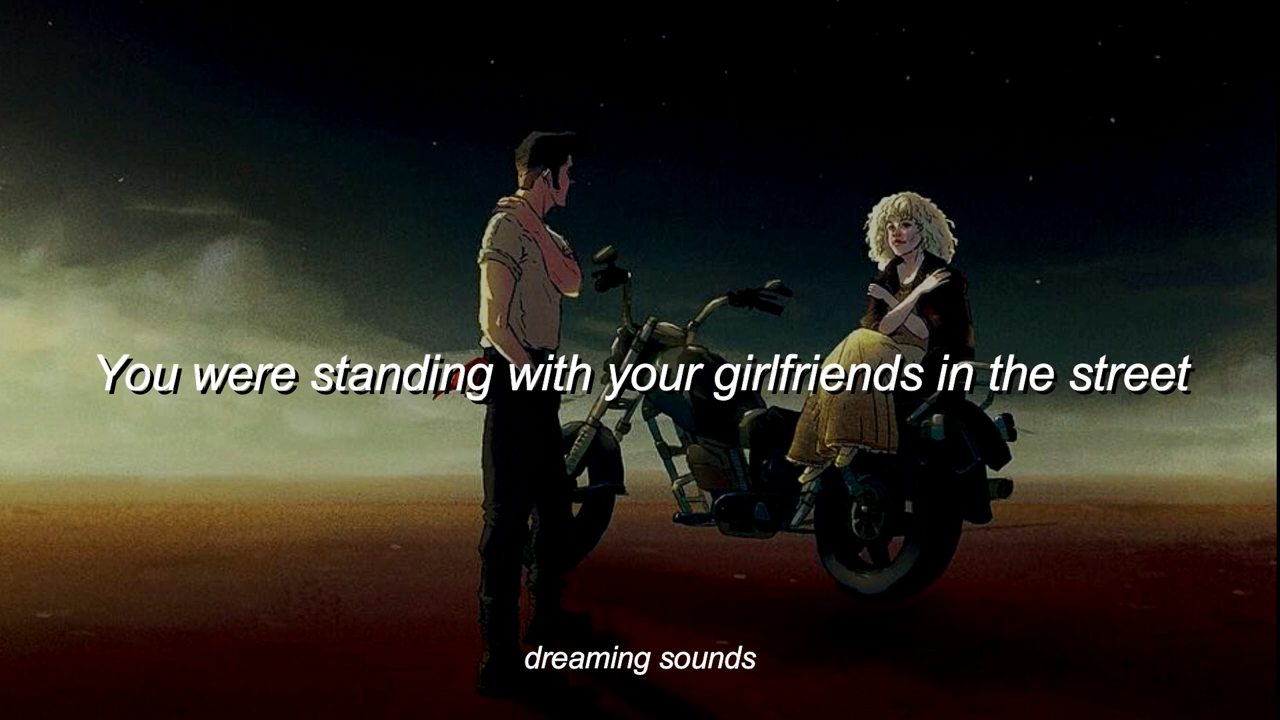 You were standing with your girlfriends in the street
dreaming sounds